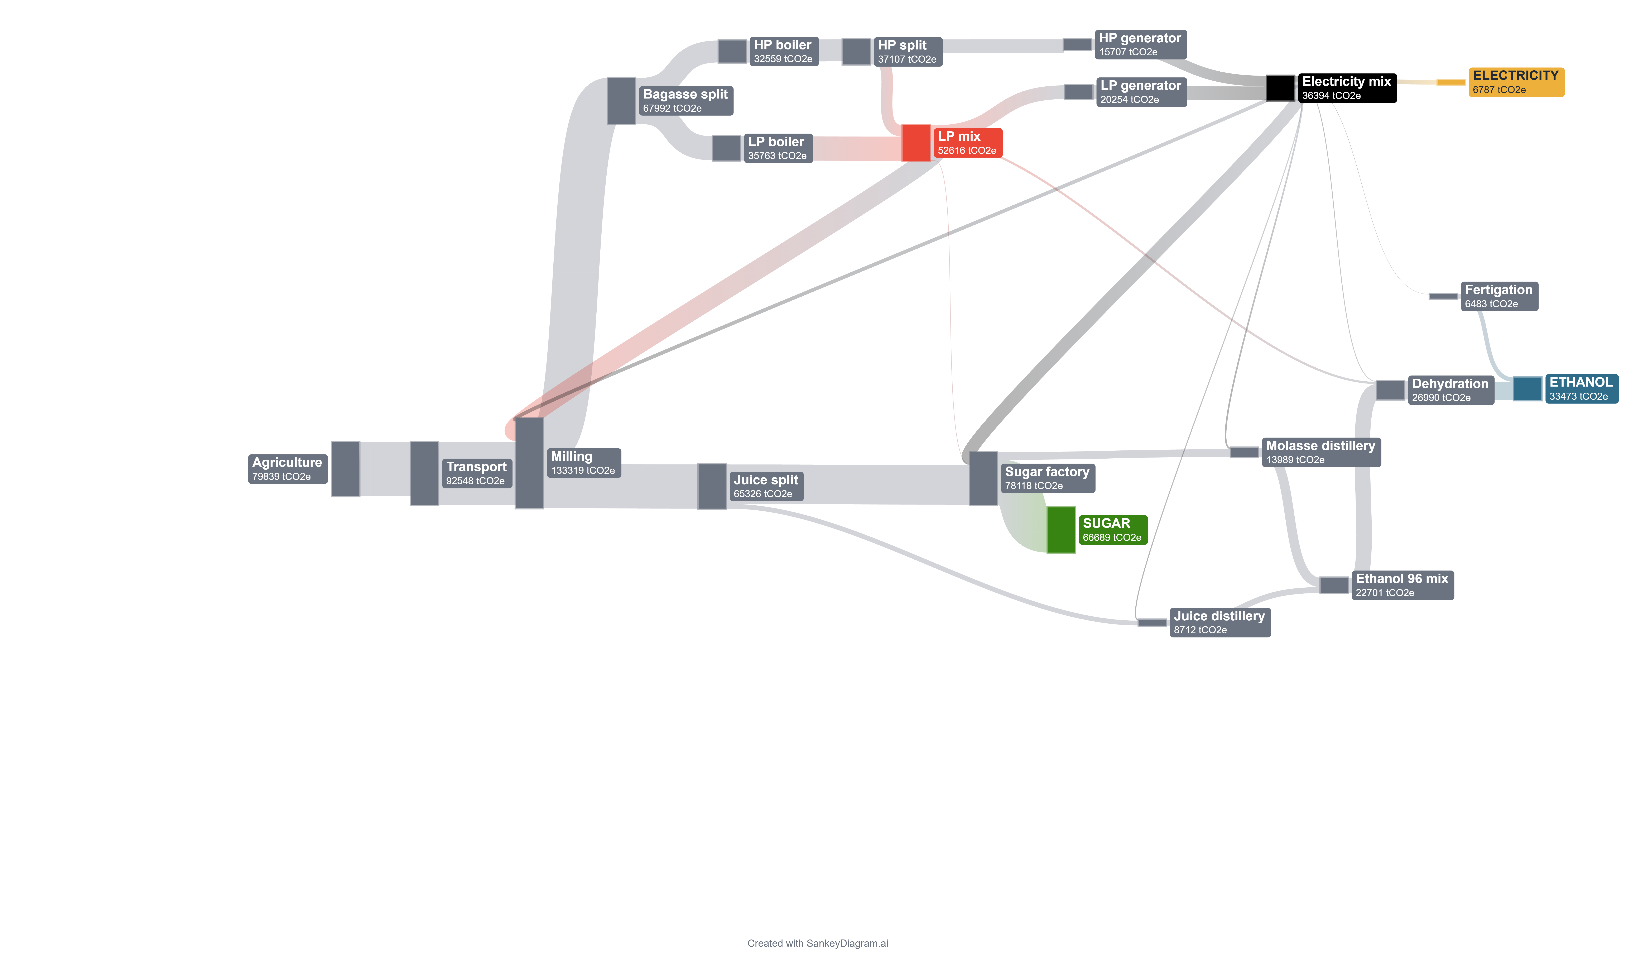 HP generator
15707 tCO2e
HP boiler
32559 tCO2e
HP split
37107 tCO2e
ELECTRICITY
6787 tCO2e
Electricity mix
36394 tCO2e
LP generator
20254 tCO2e
Bagasse split
67992 tCO2e
LP mix
52616 tCO2e
LP boiler
35763 tCO2e
Fertigation
6483 tCO2e
ETHANOL
33473 tCO2e
Dehydration
26990 tCO2e
Molasse distillery
13989 tCO2e
Milling
133319 tCO2e
Agriculture
79839 tCO2e
Transport
92548 tCO2e
Sugar factory
78118 tCO2e
Juice split
65326 tCO2e
SUGAR
66689 tCO2e
Ethanol 96 mix
22701 tCO2e
Juice distillery
8712 tCO2e
Created with SankeyDiagram.ai